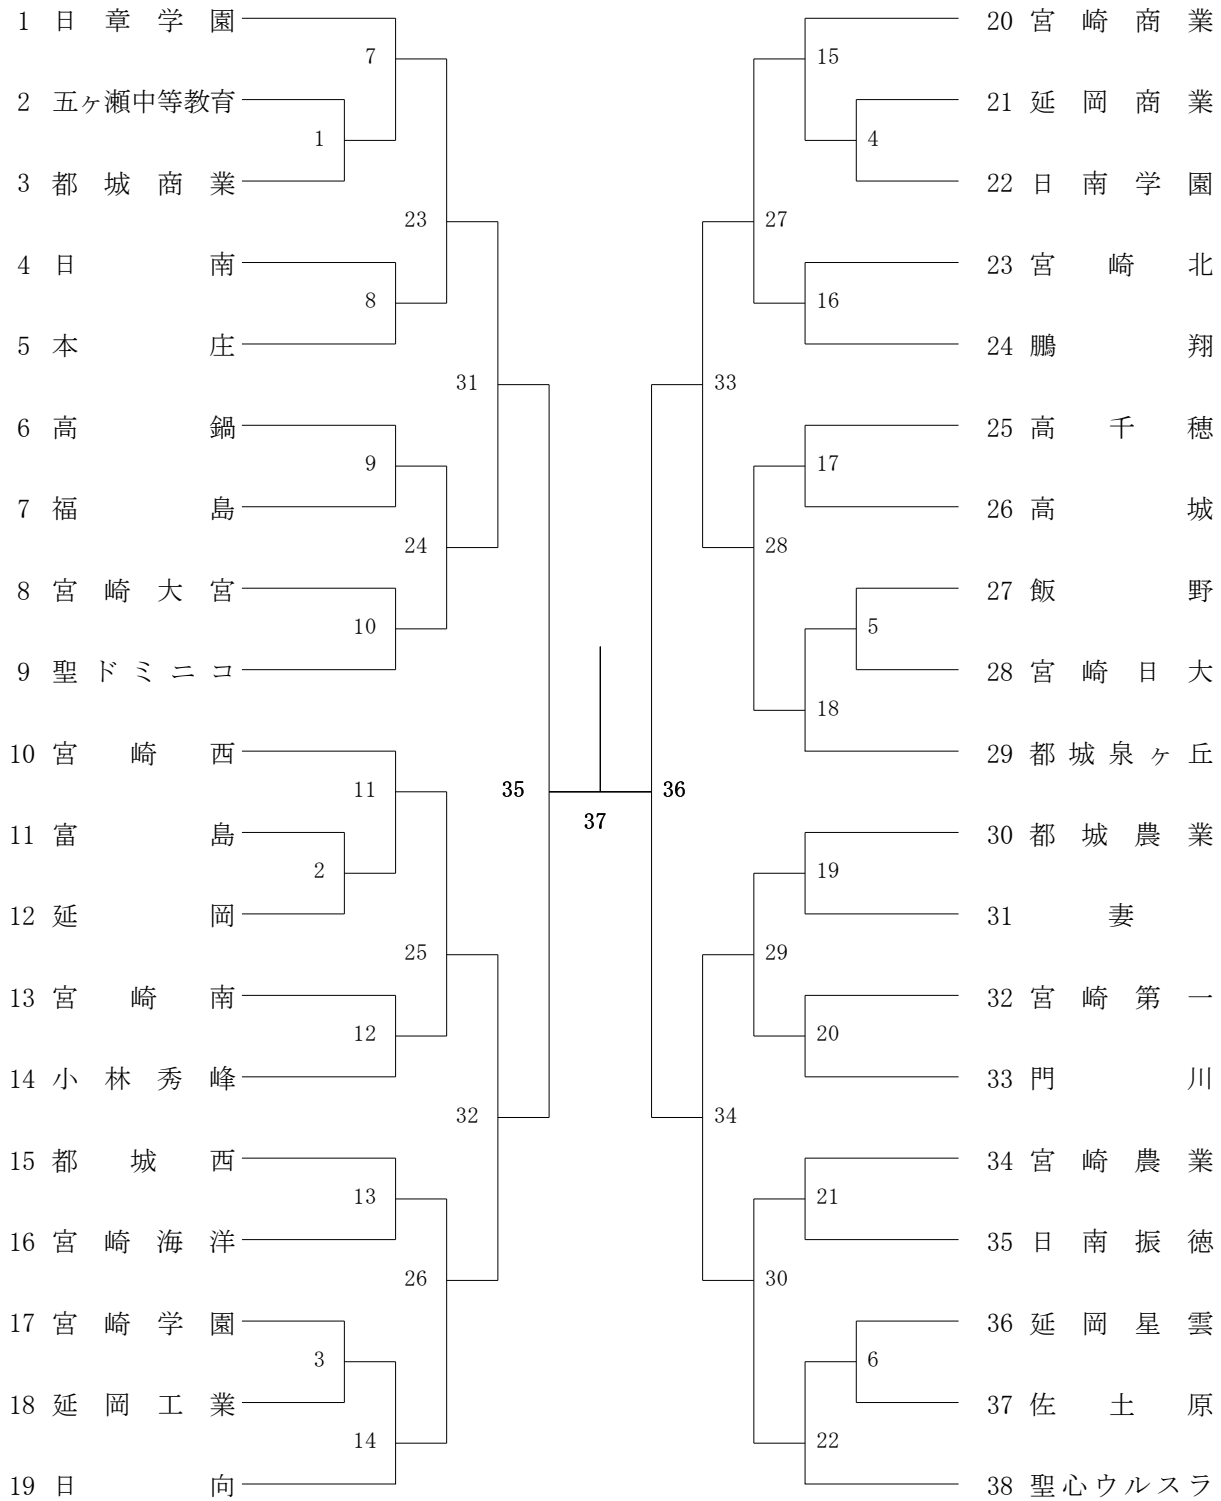 1 日章学園
7
2 五ヶ瀬中等教育
1
3 都城商業
23
4 日南
8
5 本庄
31
6 高鍋
9
7 福島
24
8 宮崎大宮
10
9 聖ドミニコ
10 宮崎西
11
35
11 富島
2
12 延岡
25
13 宮崎南
12
14 小林秀峰
32
15 都城西
13
16 宮崎海洋
26
17 宮崎学園
3
18 延岡工業
14
19 日向
37
20 宮崎商業
15
21 延岡商業
4
22 日南学園
27
23 宮崎北
16
24 鵬翔
33
25 高千穂
17
26 高城
28
27 飯野
5
28 宮崎日大
18
29 都城泉ヶ丘
36
30 都城農業
19
31 妻
29
32 宮崎第一
20
33 門川
34
34 宮崎農業
21
35 日南振徳
30
36 延岡星雲
6
37 佐土原
22
38 聖心ウルスラ